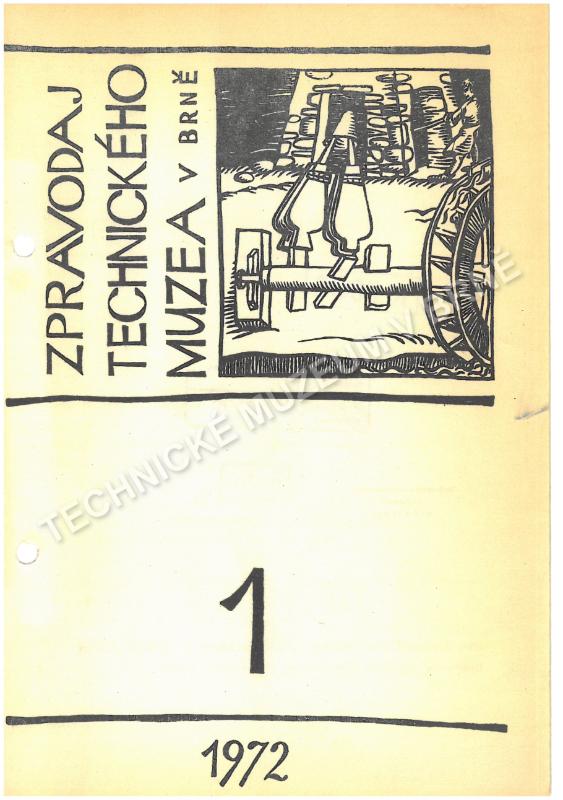 ZPRAVODAJ
TECHNICKÉHO
MUZEA V BRNĚ
TECHNICKÉ MUZEUM V BRNĚ
1
1972